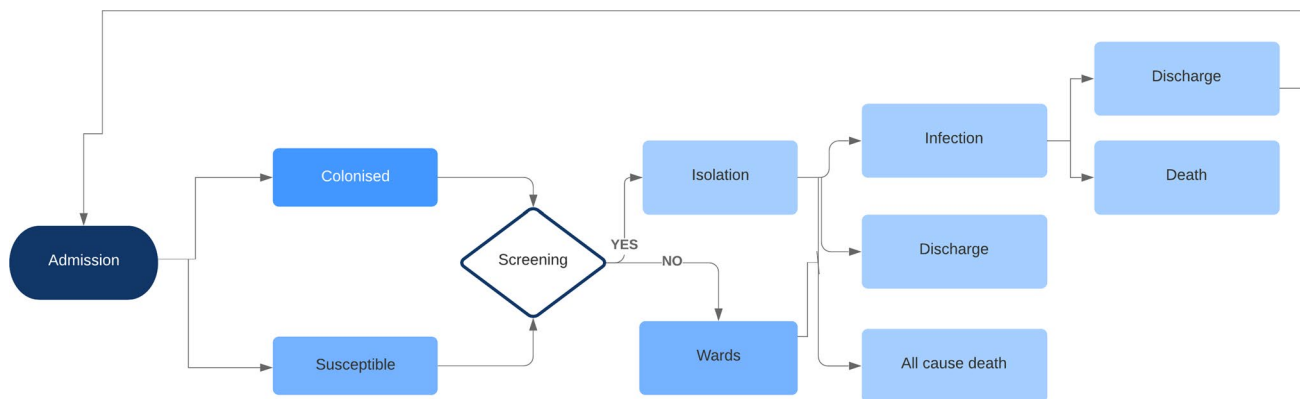 Discharge
Infection
Colonised
Isolation
Death
YES
Discharge
Admission
Screening
NO
Wards
Susceptible
All cause death